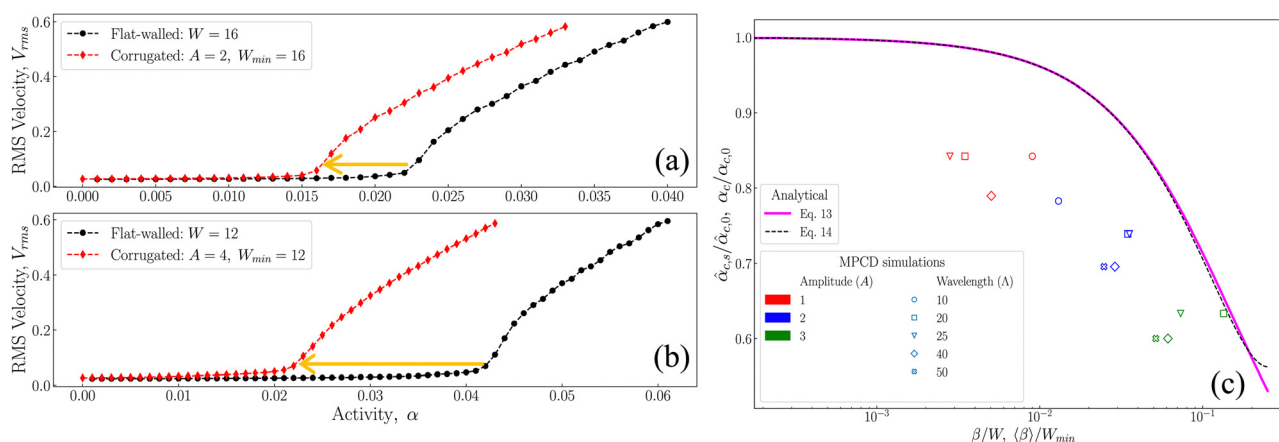 0.6
0.4
0.2
0.0
RMS Velocity, V_rms
Flat-walled: W = 16
Corrugated: A = 2, W_min = 16
(a)
0.000 0.005 0.010 0.015 0.020 0.025 0.030 0.035 0.040
0.6
0.4
0.2
0.0
RMS Velocity, V_rms
Flat-walled: W = 12
Corrugated: A = 4, W_min = 12
(b)
0.00 0.01 0.02 0.03 0.04 0.05 0.06
Activity, α
1.0
0.9
0.8
0.7
0.6
α̂_c,s/α̂_c,0, α_c/α_c,0
Analytical
Eq. 13
Eq. 14
MPCD simulations
Amplitude (A) Wavelength (Λ)
1 10
2 20
3 25
40
50
(c)
10⁻³ 10⁻² 10⁻¹
β/W, ⟨β⟩/W_min